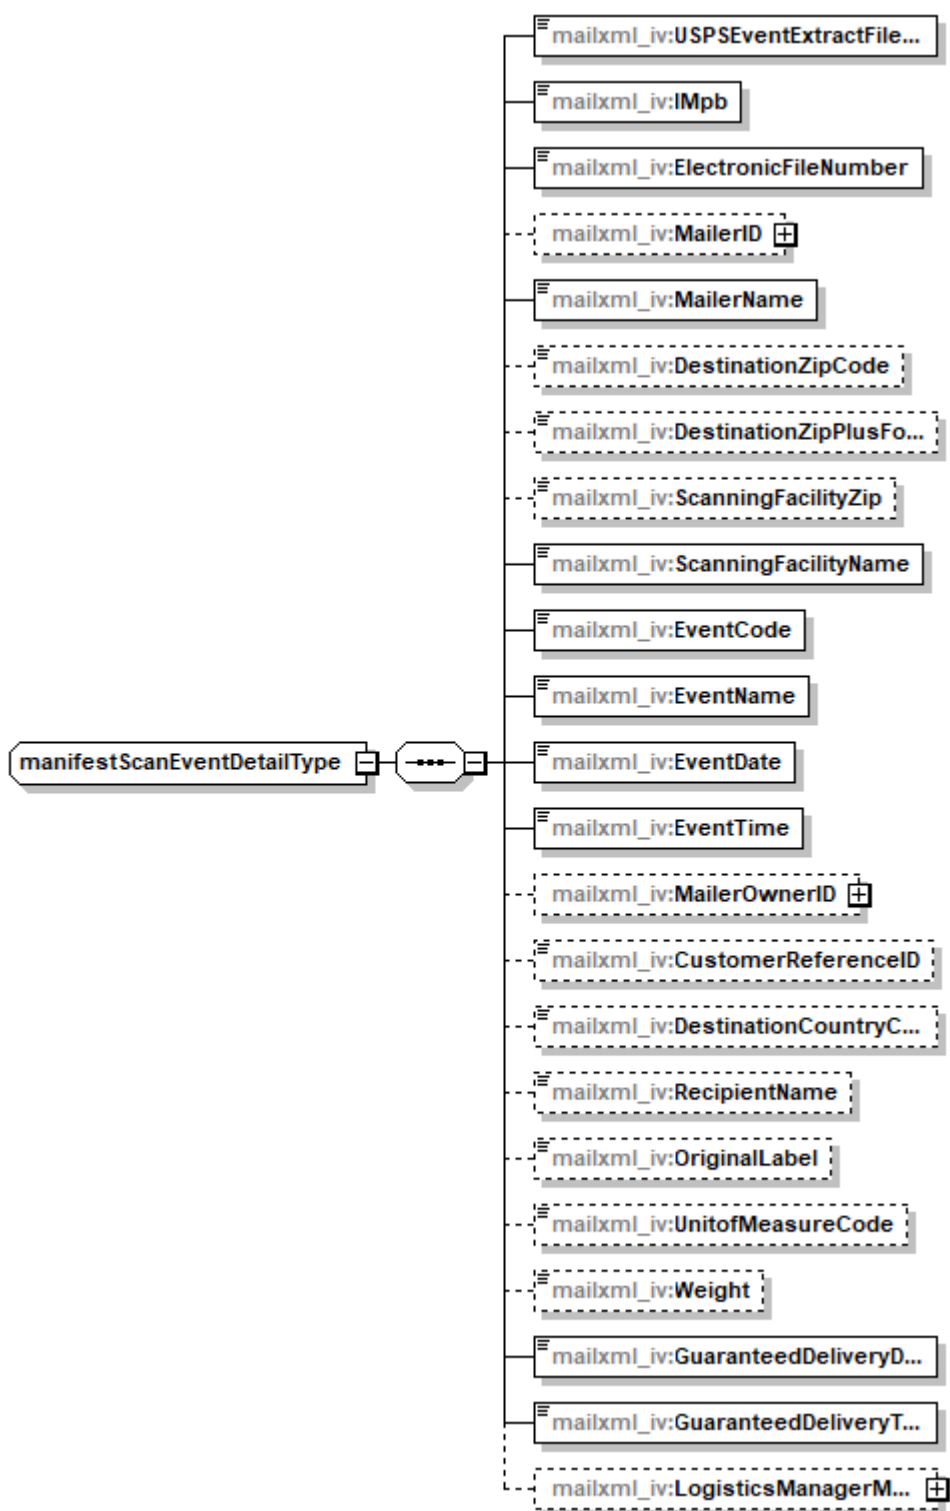 mailxml_iv:USPSEventExtractFile...
mailxml_iv:IMpb
mailxml_iv:ElectronicFileNumber
mailxml_iv:MailerID
mailxml_iv:MailerName
mailxml_iv:DestinationZipCode
mailxml_iv:DestinationZipPlusFo...
mailxml_iv:ScanningFacilityZip
mailxml_iv:ScanningFacilityName
mailxml_iv:EventCode
mailxml_iv:EventName
manifestScanEventDetailType
mailxml_iv:EventDate
mailxml_iv:EventTime
mailxml_iv:MailerOwnerID
mailxml_iv:CustomerReferenceID
mailxml_iv:DestinationCountryC...
mailxml_iv:RecipientName
mailxml_iv:OriginalLabel
mailxml_iv:UnitofMeasureCode
mailxml_iv:Weight
mailxml_iv:GuaranteedDeliveryD...
mailxml_iv:GuaranteedDeliveryT...
mailxml_iv:LogisticsManagerM...